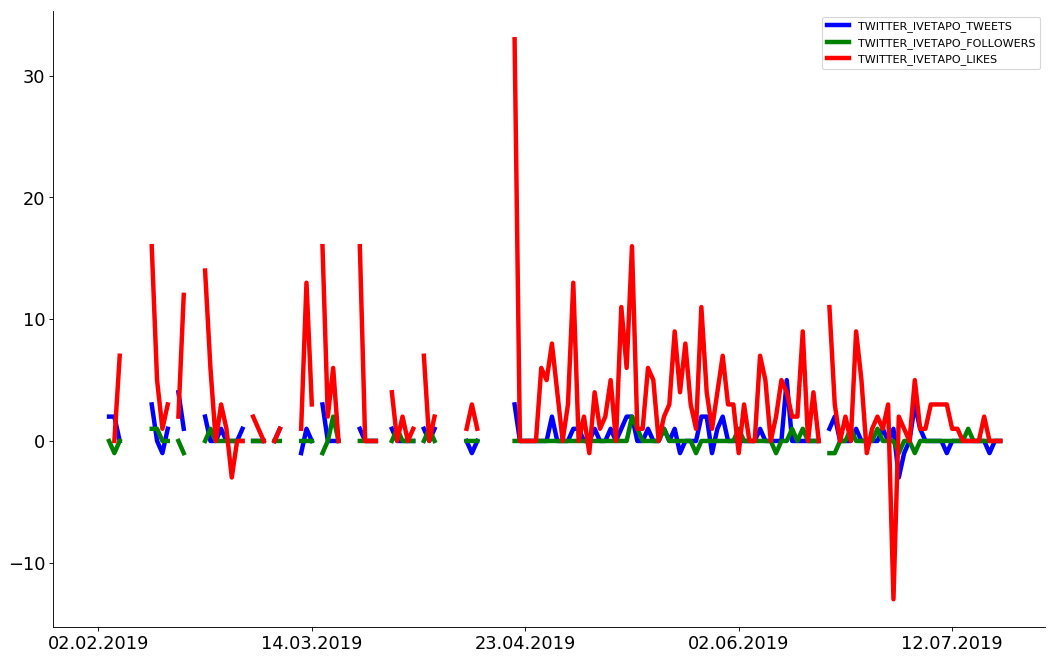 TWITTER_IVETAPO_TWEETS
TWITTER_IVETAPO_FOLLOWERS
TWITTER_IVETAPO_LIKES
30
20
10
0
−10
02.02.2019 14.03.2019 23.04.2019 02.06.2019 12.07.2019